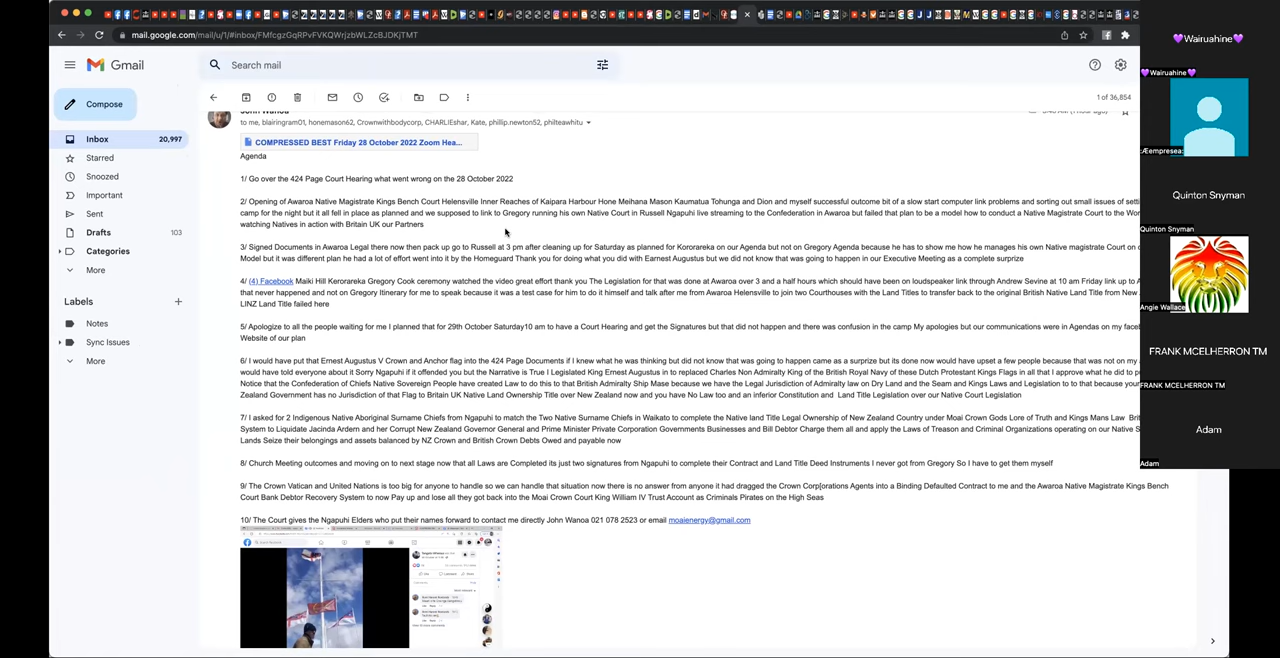 mail.google.com/mail/u/1/#inbox/FMfcgzGqRPvFVKQWrjzbWLZcBJDKjTMT
Gmail
Search mail
Compose
1 of 36,854
Inbox 20,997
Starred
Snoozed
Important
Sent
Drafts 103
Categories
More
Labels
Notes
Sync Issues
More
John Wanoa
to me, blairingram01, honemason62, Crownwithbodycorp, CHARLIEshar, Kate, phillip.newton52, philteawhitu
COMPRESSED BEST Friday 28 October 2022 Zoom Hea...
Agenda
1/ Go over the 424 Page Court Hearing what went wrong on the 28 October 2022
2/ Opening of Awaroa Native Magistrate Kings Bench Court Helensville Inner Reaches of Kaipara Harbour Hone Meihana Mason Kaumatua Tohunga and Dion and myself successful outcome bit of a slow start computer link problems and sorting out small issues of
camp for the night but it all fell in place as planned and we supposed to link to Gregory running his own Native Court in Russell Ngapuhi live streaming to the Confederation in Awaroa but failed that plan to be a model how to conduct a Native Magistrate Court to the
watching Natives in action with Britain UK our Partners
3/ Signed Documents in Awaroa Legal there now then pack up go to Russell at 3 pm after cleaning up for Saturday as planned for Kororareka on our Agenda but not on Gregory Agenda because he has to show me how he manages his own Native magistrate Court on
Model but it was different plan he had a lot of effort went into it by the Homeguard Thank you for doing what you did with Earnest Augustus but we did not know that was going to happen in our Executive Meeting as a complete surprize
4/ (4) Facebook Maiki Hill Kerorareka Gregory Cook ceremony watched the video great effort thank you The Legislation for that was done at Awaroa over 3 and a half hours which should have been on loudspeaker link through Andrew Sevine at 10 am Friday link up to
that never happened and not on Gregory Itinerary for me to speak because it was a test case for him to do it himself and talk after me from Awaroa Helensville to join two Courthouses with the Land Titles to transfer back to the original British Native Land Title from New
LINZ Land Title failed here
5/ Apologize to all the people waiting for me I planned that for 29th October Saturday10 am to have a Court Hearing and get the Signatures but that did not happen and there was confusion in the camp My apologies but our communications were in Agendas on my
Website of our plan
6/ I would have put that Ernest Augustus V Crown and Anchor flag into the 424 Page Documents if I knew what he was thinking but did not know that was going to happen came as a surprize but its done now would have upset a few people because that was not on my
would have told everyone about it Sorry Ngapuhi if it offended you but the Narrative is True I Legislated King Ernest Augustus in to replaced Charles Non Admiralty King of the British Royal Navy of these Dutch Protestant Kings Flags in all that I approve what he did to
Notice that the Confederation of Chiefs Native Sovereign People have created Law to do this to that British Admiralty Ship Mase because we have the Legal Jurisdiction of Admiralty law on Dry Land and the Seam and Kings Laws and Legislation to to that because your
Zealand Government has no Jurisdiction of that Flag to Britain UK Native Land Ownership Title over New Zealand now and you have No Law too and an inferior Constitution and Land Title Legislation over our Native Court Legislation
7/ I asked for 2 Indigenous Native Aboriginal Surname Chiefs from Ngapuhi to match the Two Native Surname Chiefs in Waikato to complete the Native land Title Legal Ownership of New Zealand Country under Moai Crown Gods Lore of Truth and Kings Mans Law
System to Liquidate Jacinda Ardern and her Corrupt New Zealand Governor General and Prime Minister Private Corporation Governments Businesses and Bill Debtor Charge them all and apply the Laws of Treason and Criminal Organizations operating on our Native
Lands Seize their belongings and assets balanced by NZ Crown and British Crown Debts Owed and payable now
8/ Church Meeting outcomes and moving on to next stage now that all Laws are Completed its just two signatures from Ngapuhi to complete their Contract and Land Title Deed Instruments I never got from Gregory So I have to get them myself
9/ The Crown Vatican and United Nations is too big for anyone to handle so we can handle that situation now there is no answer from anyone it had dragged the Crown Corp[orations Agents into a Binding Defaulted Contract to me and the Awaroa Native Magistrate Kings Bench
Court Bank Debtor Recovery System to now Pay up and lose all they got back into the Moai Crown Court King William IV Trust Account as Criminals Pirates on the High Seas
10/ The Court gives the Ngapuhi Elders who put their names forward to contact me directly John Wanoa 021 078 2523 or email moaienergy@gmail.com
💜Wairuahine💜
💜Wairuahine💜
:Æempresea:
Quinton Snyman
Quinton Snyman
Angie Wallace
FRANK MCELHERRON TM
FRANK MCELHERRON TM
Adam
Adam